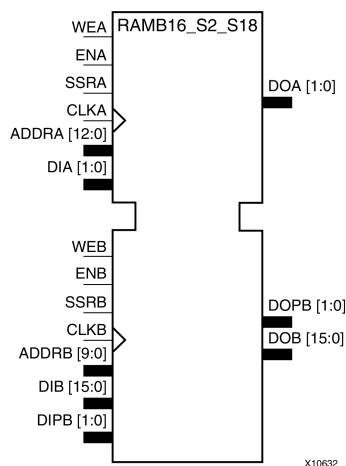 RAMB16_S2_S18
WEA
ENA
SSRA
CLKA
ADDRA [12:0]
DIA [1:0]
DOA [1:0]
WEB
ENB
SSRB
CLKB
ADDRB [9:0]
DIB [15:0]
DIPB [1:0]
DOPB [1:0]
DOB [15:0]
X10632